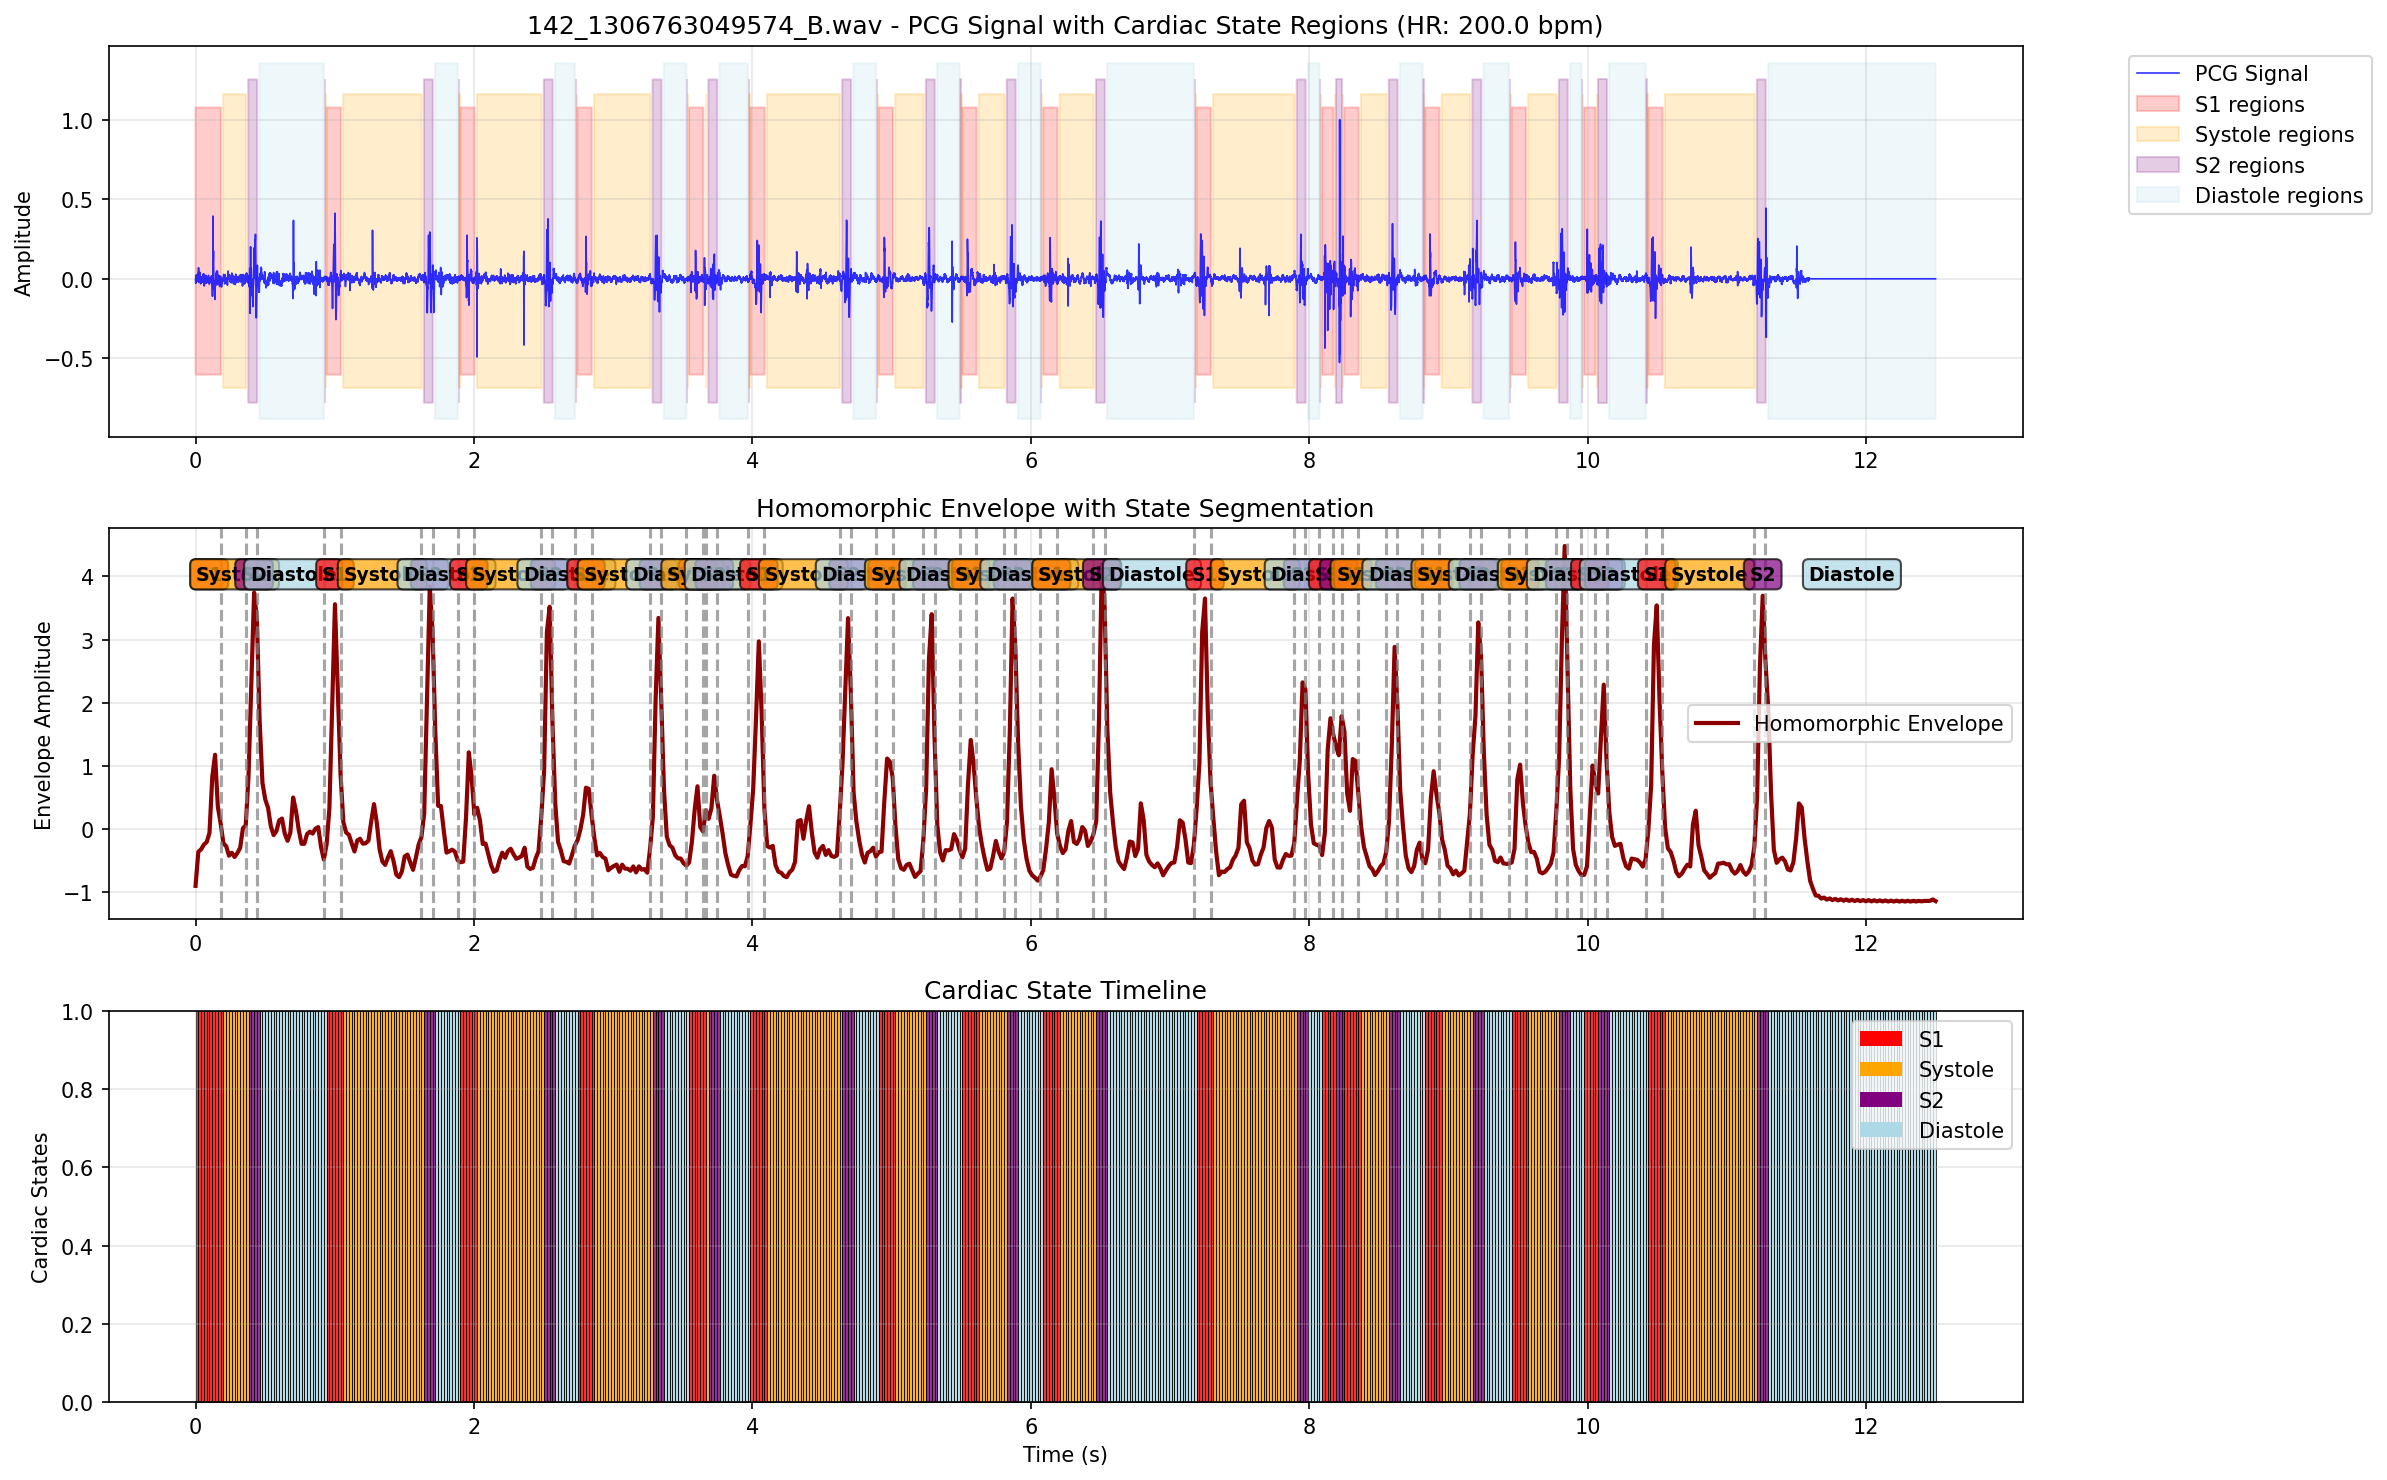 142_1306763049574_B.wav - PCG Signal with Cardiac State Regions (HR: 200.0 bpm)
Amplitude
1.0
0.5
0.0
−0.5
0 2 4 6 8 10 12
PCG Signal
S1 regions
Systole regions
S2 regions
Diastole regions
Homomorphic Envelope with State Segmentation
Envelope Amplitude
4
3
2
1
0
−1
Diastole
S1
Systole
S2
Diastole
Homomorphic Envelope
0 2 4 6 8 10 12
Cardiac State Timeline
Cardiac States
1.0
0.8
0.6
0.4
0.2
0.0
S1
Systole
S2
Diastole
0 2 4 6 8 10 12
Time (s)